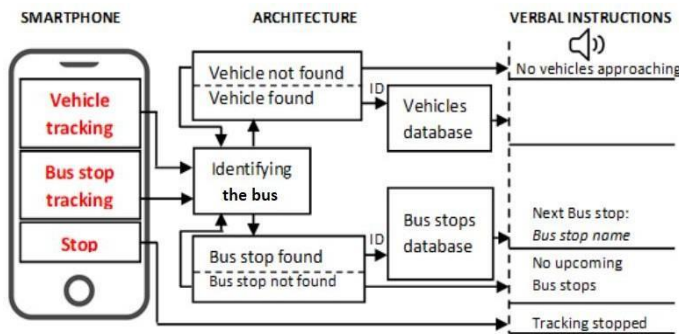 SMARTPHONE
ARCHITECTURE
VERBAL INSTRUCTIONS
Vehicle
tracking
Bus stop
tracking
Stop
Vehicle not found
Vehicle found
ID
Vehicles
database
Identifying
the bus
Bus stop found
Bus stop not found
ID
Bus stops
database
No vehicles approaching
Next Bus stop:
Bus stop name
No upcoming
Bus stops
Tracking stopped